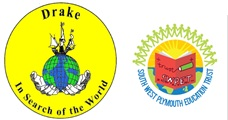 Drake
In Search of the World
SOUTH WEST PLYMOUTH EDUCATION TRUST